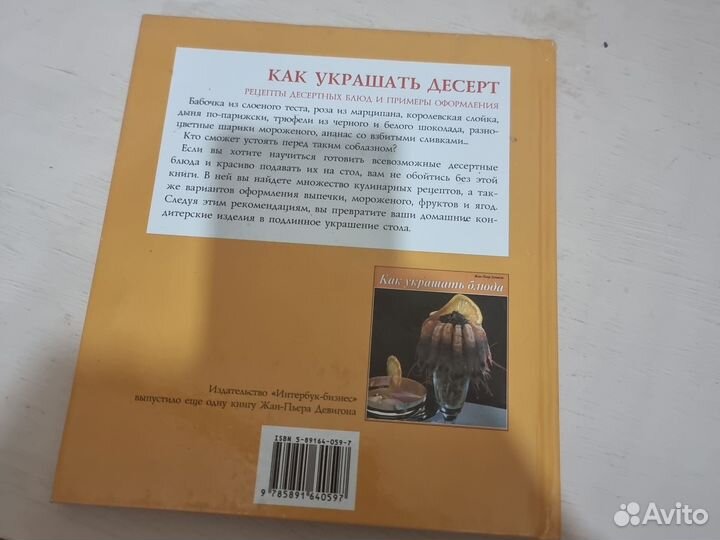 КАК УКРАШАТЬ ДЕСЕРТ
РЕЦЕПТЫ ДЕСЕРТНЫХ БЛЮД И ПРИМЕРЫ ОФОРМЛЕНИЯ
Бабочка из слоеного теста, роза из марципана, королевская слойка,
дыня по-парижски, трюфели из черного и белого шоколада, разно-
цветные шарики мороженого, ананас со взбитыми сливками...
Кто сможет устоять перед таким соблазном?
Если вы хотите научиться готовить всевозможные десертные
блюда и красиво подавать их на стол, вам не обойтись без этой
книги. В ней вы найдете множество кулинарных рецептов, а так-
же вариантов оформления выпечки, мороженого, фруктов и ягод.
Следуя этим рекомендациям, вы превратите ваши домашние кон-
дитерские изделия в подлинное украшение стола.
Как украшать блюда
Издательство «Интербук-бизнес»
выпустило еще одну книгу Жан-Пьера Девигона
ISBN 5-89164-059-7
9 785891 640597
Avito